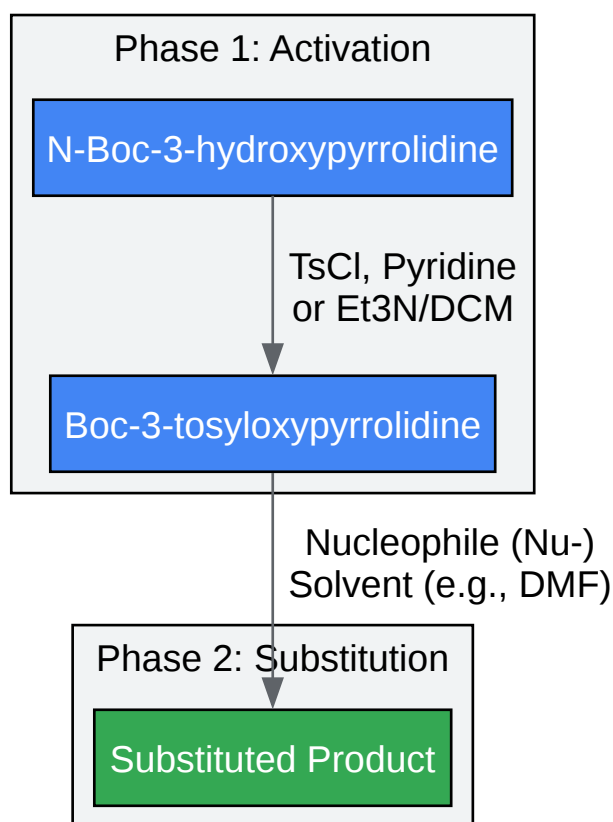 Phase 1: Activation
N-Boc-3-hydroxypyrrolidine
TsCl, Pyridine
or Et3N/DCM
Boc-3-tosyloxypyrrolidine
Nucleophile (Nu-)
Solvent (e.g., DMF)
Phase 2: Substitution
Substituted Product